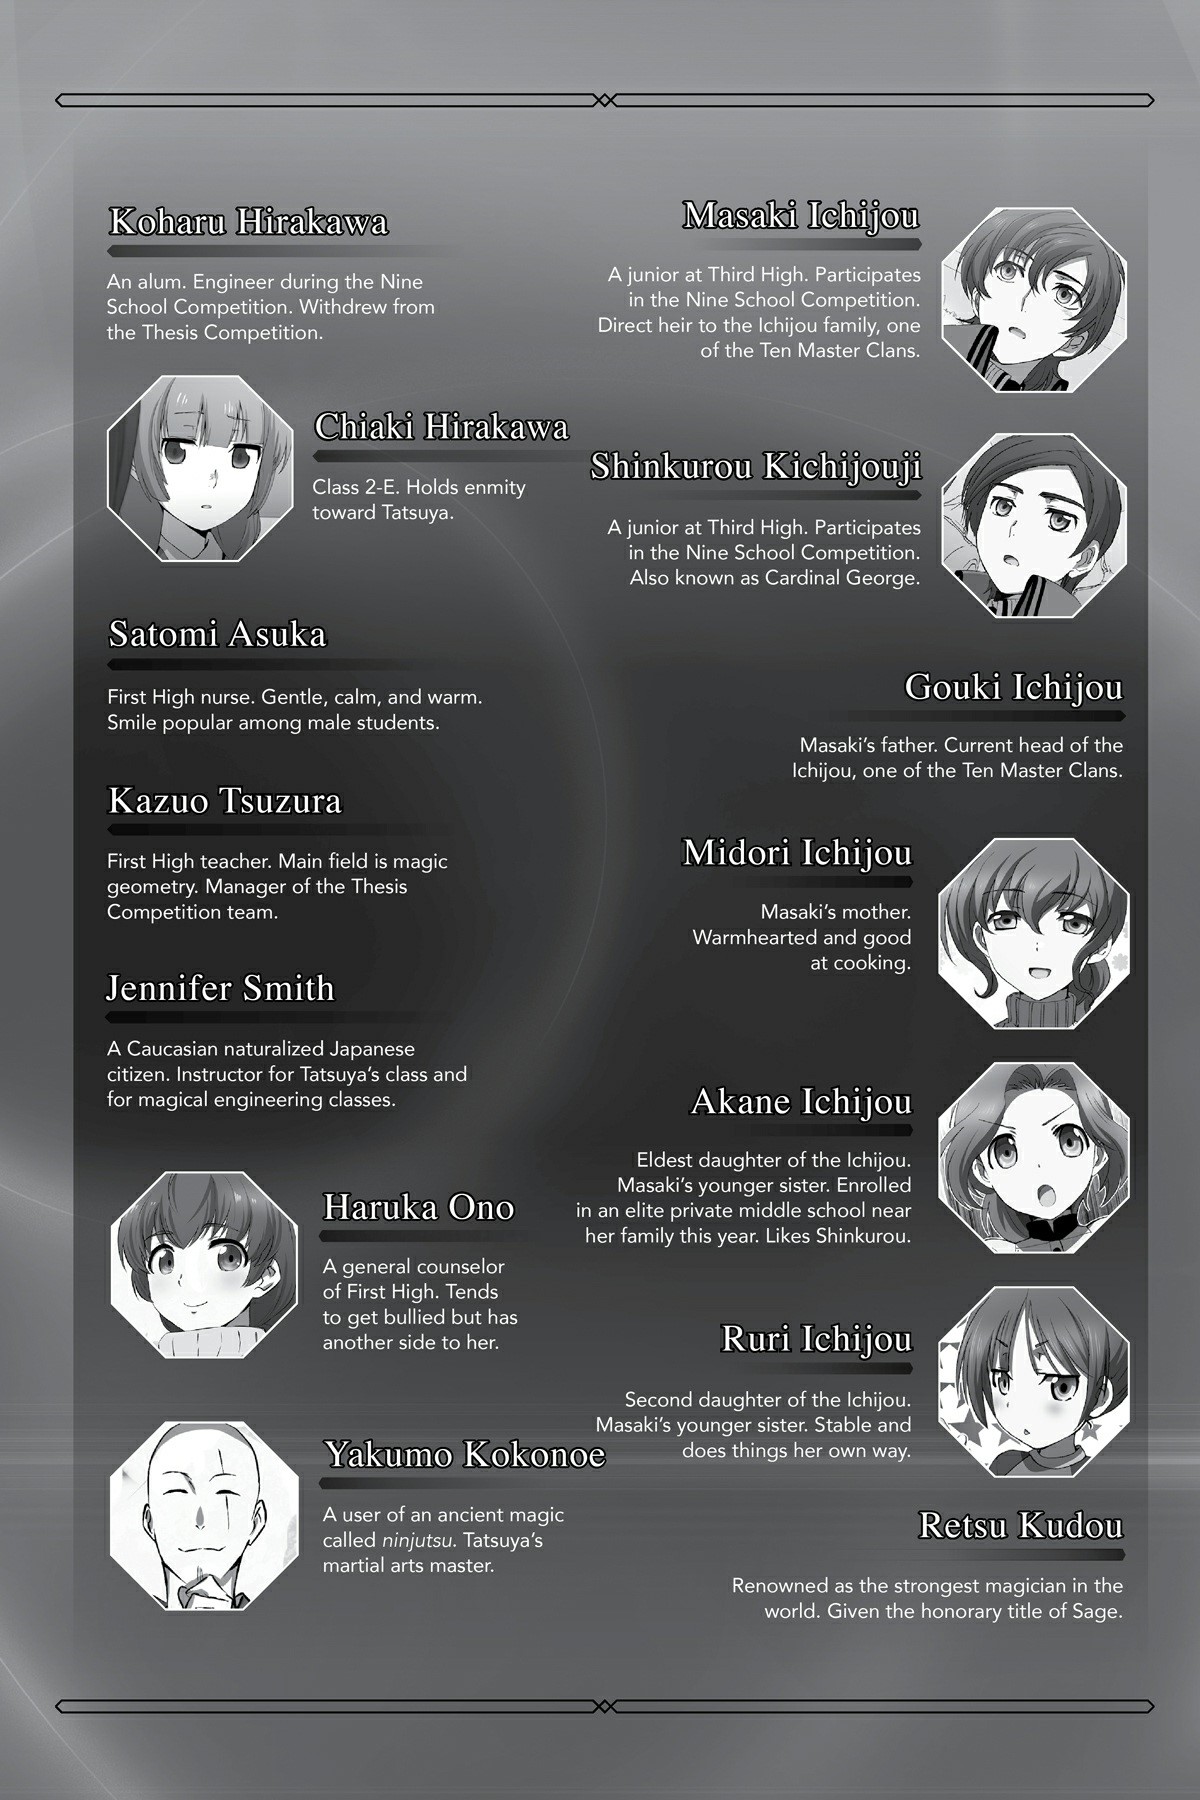 Koharu Hirakawa
An alum. Engineer during the Nine
School Competition. Withdrew from
the Thesis Competition.
Chiaki Hirakawa
Class 2-E. Holds enmity
toward Tatsuya.
Satomi Asuka
First High nurse. Gentle, calm, and warm.
Smile popular among male students.
Kazuo Tsuzura
First High teacher. Main field is magic
geometry. Manager of the Thesis
Competition team.
Jennifer Smith
A Caucasian naturalized Japanese
citizen. Instructor for Tatsuya's class and
for magical engineering classes.
Haruka Ono
A general counselor
of First High. Tends
to get bullied but has
another side to her.
Yakumo Kokonoe
A user of an ancient magic
called ninjutsu. Tatsuya's
martial arts master.
Masaki Ichijou
A junior at Third High. Participates
in the Nine School Competition.
Direct heir to the Ichijou family, one
of the Ten Master Clans.
Shinkurou Kichijouji
A junior at Third High. Participates
in the Nine School Competition.
Also known as Cardinal George.
Gouki Ichijou
Masaki's father. Current head of the
Ichijou, one of the Ten Master Clans.
Midori Ichijou
Masaki's mother.
Warmhearted and good
at cooking.
Akane Ichijou
Eldest daughter of the Ichijou.
Masaki's younger sister. Enrolled
in an elite private middle school near
her family this year. Likes Shinkurou.
Ruri Ichijou
Second daughter of the Ichijou.
Masaki's younger sister. Stable and
does things her own way.
Retsu Kudou
Renowned as the strongest magician in the
world. Given the honorary title of Sage.